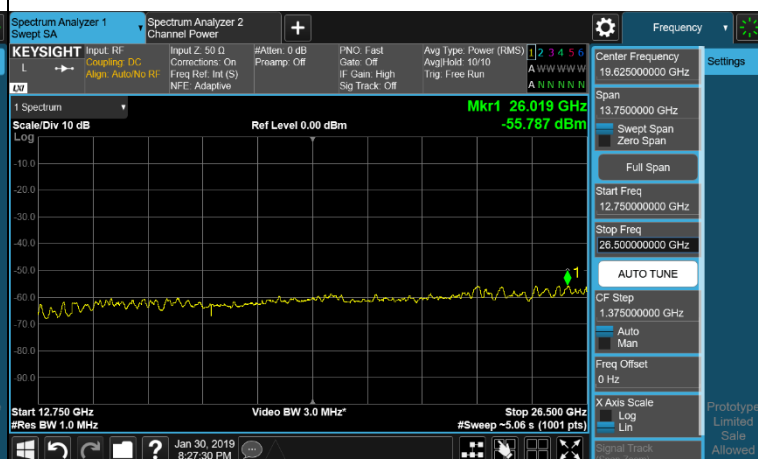 Spectrum Analyzer 1
Swept SA
Spectrum Analyzer 2
Channel Power
+
Frequency
KEYSIGHT
L
LXI
Input: RF
Coupling: DC
Align: Auto/No RF
Input Z: 50 Ω
Corrections: On
Freq Ref: Int (S)
NFE: Adaptive
#Atten: 0 dB
Preamp: Off
PNO: Fast
Gate: Off
IF Gain: High
Sig Track: Off
Avg Type: Power (RMS)
Avg|Hold: 10/10
Trig: Free Run
1 2 3 4 5 6
A W W W W W
A N N N N N
1 Spectrum
Scale/Div 10 dB
Log
Ref Level 0.00 dBm
Mkr1 26.019 GHz
-55.787 dBm
-10.0
-20.0
-30.0
-40.0
-50.0
-60.0
-70.0
-80.0
-90.0
1
Start 12.750 GHz
#Res BW 1.0 MHz
Video BW 3.0 MHz*
Stop 26.500 GHz
#Sweep ~5.06 s (1001 pts)
?
Jan 30, 2019
8:27:30 PM
Center Frequency
19.625000000 GHz
Span
13.7500000 GHz
Swept Span
Zero Span
Full Span
Start Freq
12.750000000 GHz
Stop Freq
26.500000000 GHz
AUTO TUNE
CF Step
1.375000000 GHz
Auto
Man
Freq Offset
0 Hz
X Axis Scale
Log
Lin
Signal Track
Settings
Prototype
Limited
Sale
Allowed